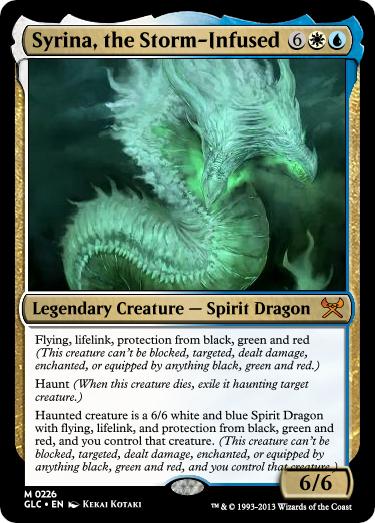 Syrina, the Storm-Infused 6
Legendary Creature — Spirit Dragon
Flying, lifelink, protection from black, green and red
(This creature can't be blocked, targeted, dealt damage,
enchanted, or equipped by anything black, green and red.)
Haunt (When this creature dies, exile it haunting target
creature.)
Haunted creature is a 6/6 white and blue Spirit Dragon
with flying, lifelink, and protection from black, green and
red, and you control that creature. (This creature can't be
blocked, targeted, dealt damage, enchanted, or equipped by
anything black, green and red, and you control that creature.)
6/6
M 0226
GLC • EN Kekai Kotaki
™ & © 1993-2013 Wizards of the Coast